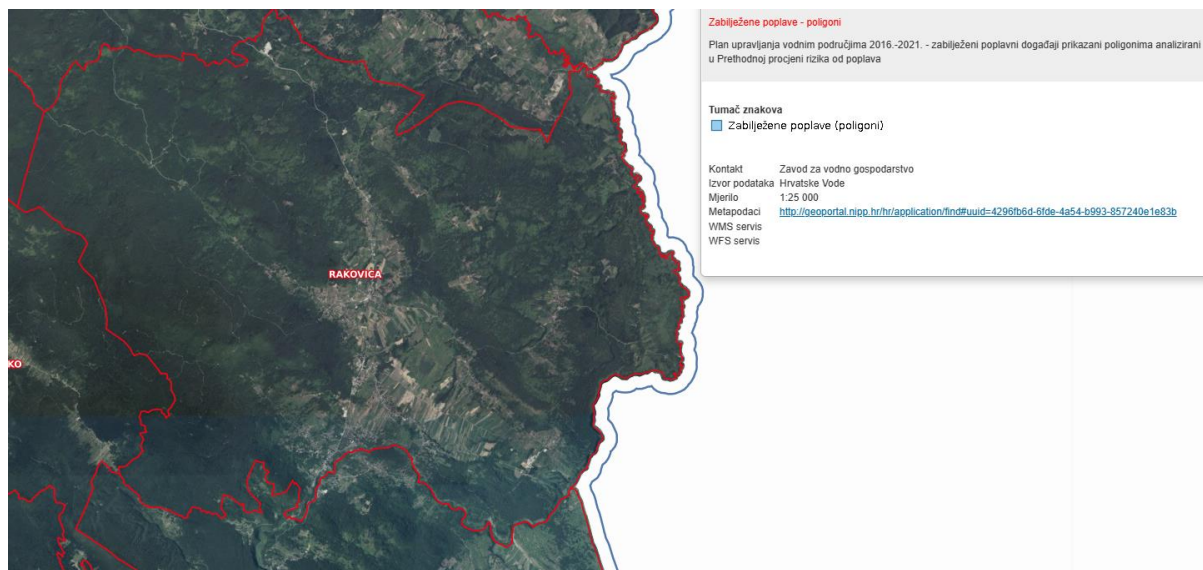 Zabilježene poplave - poligoni
Plan upravljanja vodnim područjima 2016.-2021. - zabilježeni poplavni događaji prikazani poligonima analizirani
u Prethodnoj procjeni rizika od poplava
Tumač znakova
Zabilježene poplave (poligoni)
Kontakt Zavod za vodno gospodarstvo
Izvor podataka Hrvatske Vode
Mjerilo 1:25 000
Metapodaci http://geoportal.nipp.hr/hr/application/find#uuid=4296fb6d-6fde-4a54-b993-857240e1e83b
WMS servis
WFS servis
RAKOVICA
KO